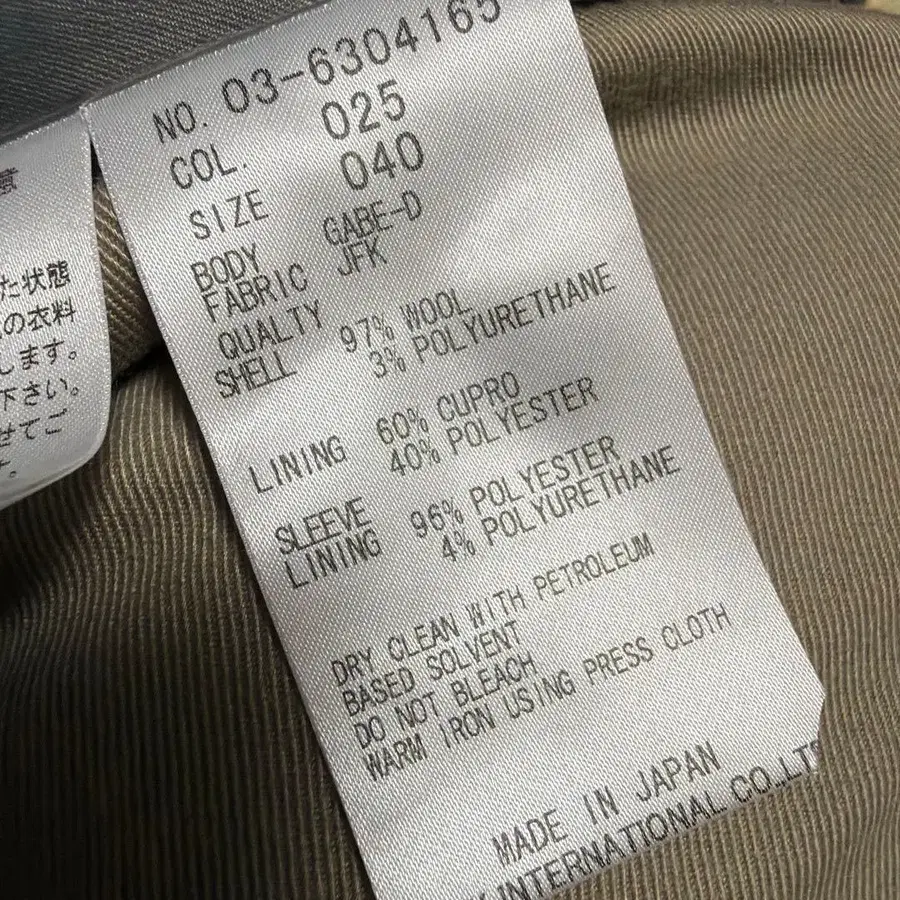 NO. 03-6304165
COL. 025
SIZE 040
BODY GABE-D
FABRIC JFK
QUALTY
SHELL 97% WOOL
3% POLYURETHANE
LINING 60% CUPRO
40% POLYESTER
SLEEVE
LINING 96% POLYESTER
4% POLYURETHANE
DRY CLEAN WITH PETROLEUM
BASED SOLVENT
DO NOT BLEACH
WARM IRON USING PRESS CLOTH
MADE IN JAPAN
INTERNATIONAL CO.,LT
意
た状態
の衣料
します。
下さい。
せてご